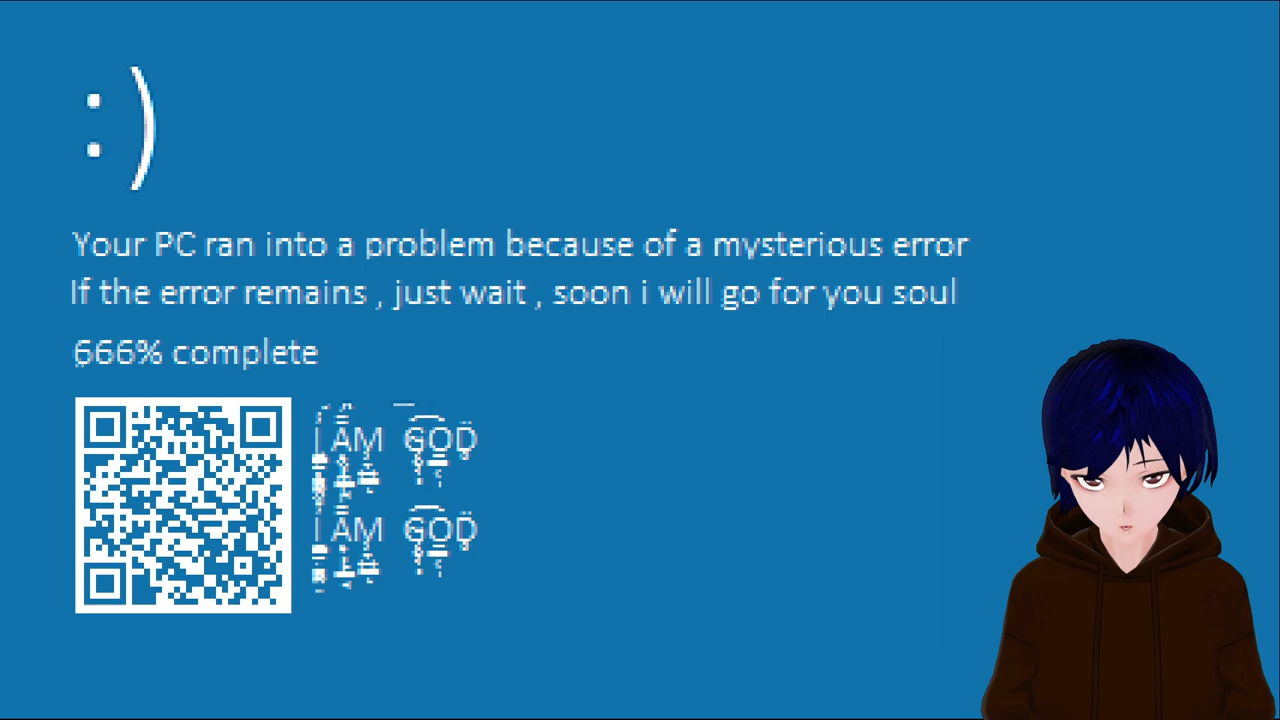 :)
Your PC ran into a problem because of a mysterious error
If the error remains , just wait , soon i will go for you soul
666% complete
I AM GOD
I AM GOD